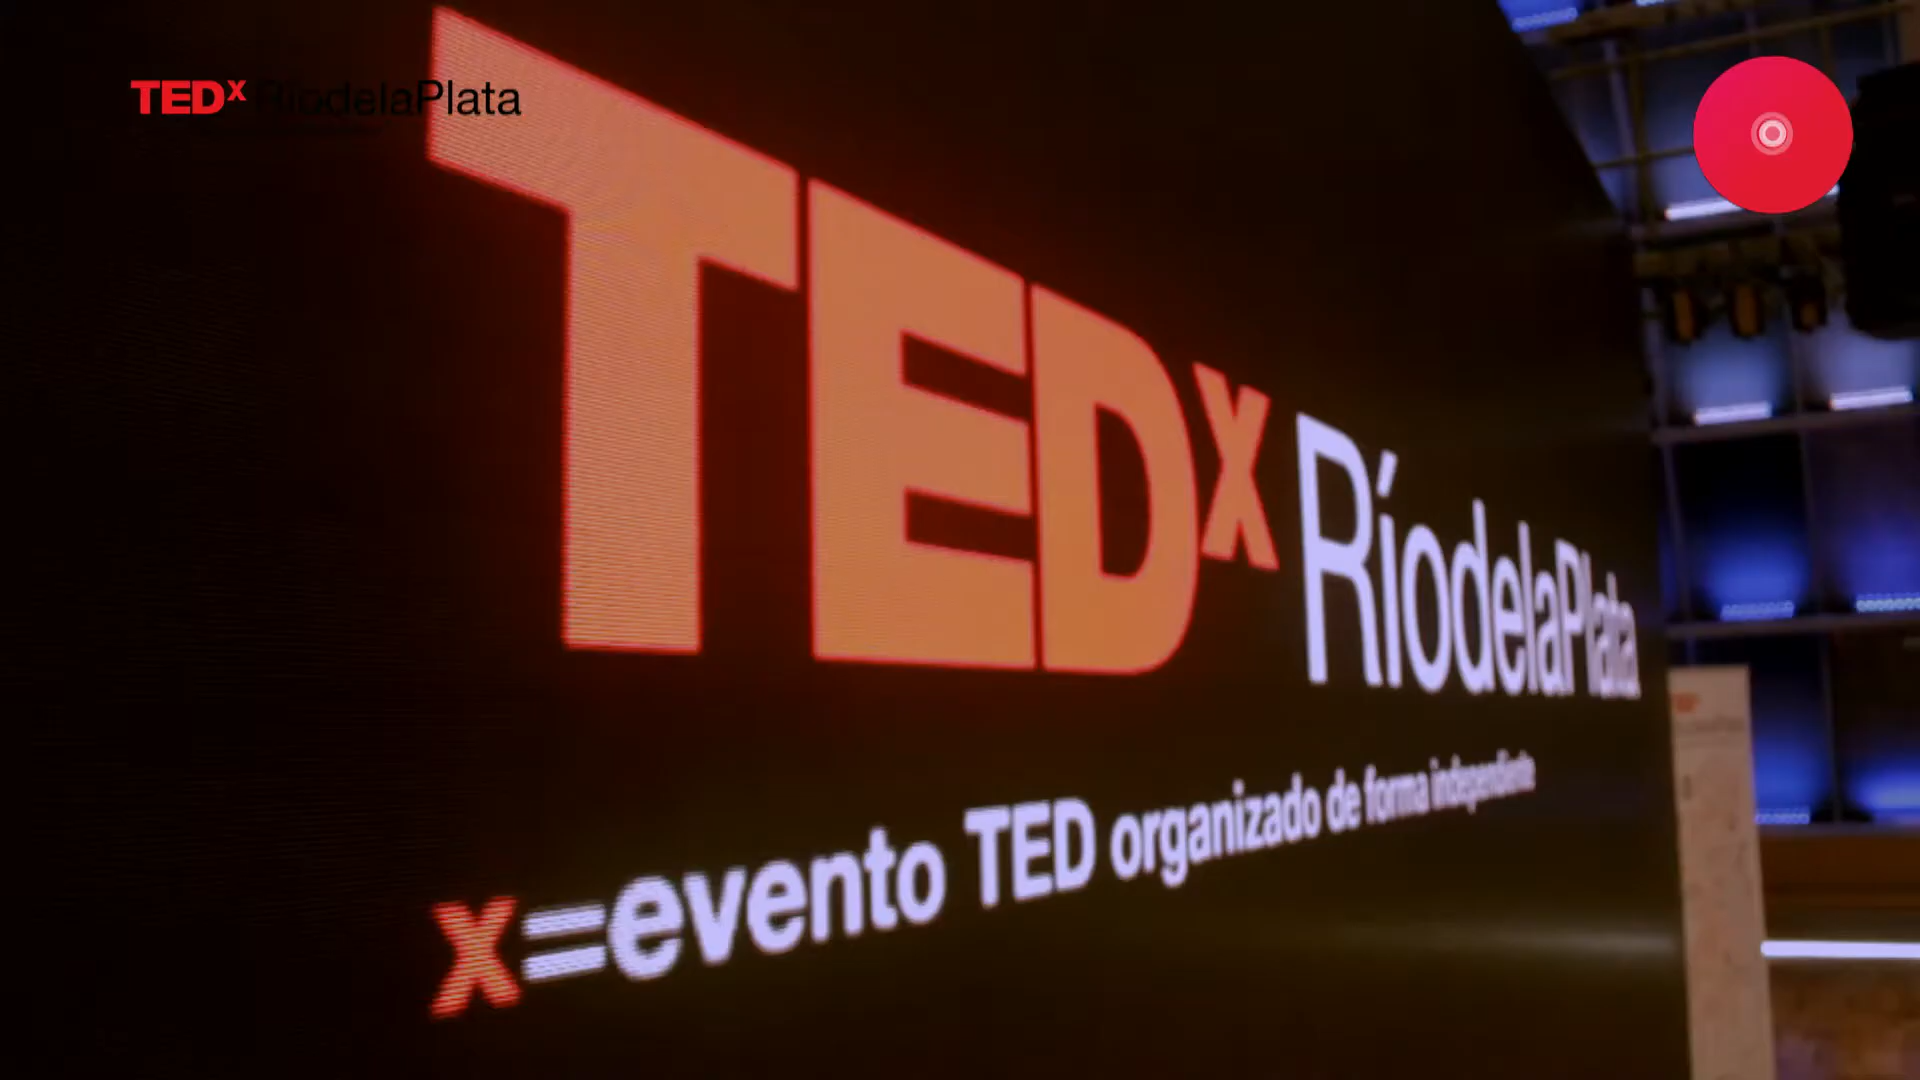 TEDx RíodelaPlata
TEDx RíodelaPlata
x=evento TED organizado de forma independiente